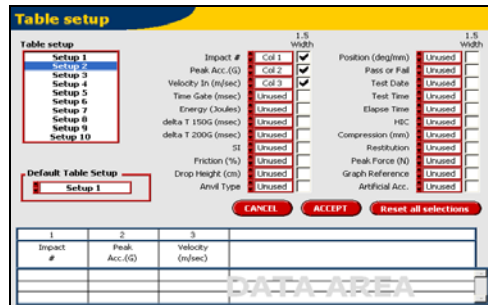 Table setup
1.5 Width
1.5 Width
Table setup
Setup 1
Setup 2
Setup 3
Setup 4
Setup 5
Setup 6
Setup 7
Setup 8
Setup 9
Setup 10
Default Table Setup
Setup 1
Impact # Col 1
Peak Acc.(G) Col 2
Velocity In (m/sec) Col 3
Time Gate (msec) Unused
Energy (Joules) Unused
delta T 150G (msec) Unused
delta T 200G (msec) Unused
SI Unused
Friction (%) Unused
Drop Height (cm) Unused
Anvil Type Unused
Position (deg/mm) Unused
Pass or Fail Unused
Test Date Unused
Test Time Unused
Elapse Time Unused
HIC Unused
Compression (mm) Unused
Restitution Unused
Peak Force (N) Unused
Graph Reference Unused
Artificial Acc. Unused
CANCEL ACCEPT Reset all selections
1 2 3
Impact Peak Velocity
# Acc.(G) (m/sec)
DATA AREA